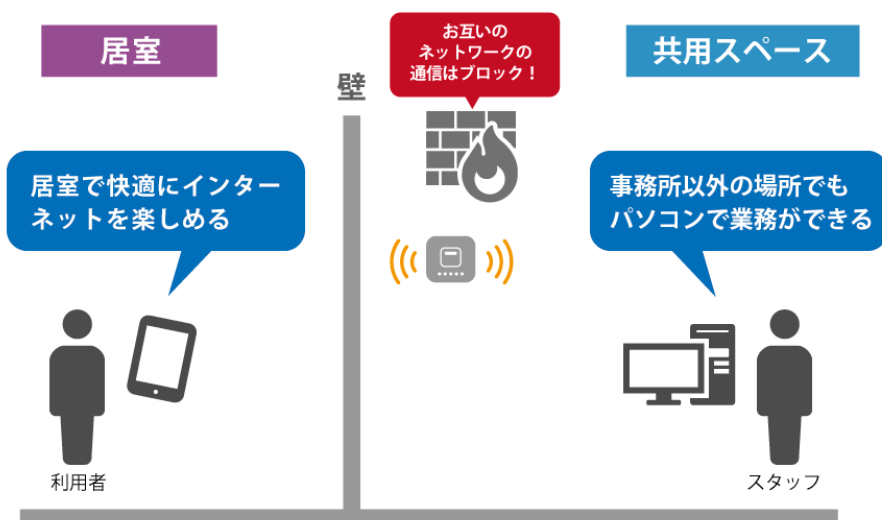 居室
お互いの
ネットワークの
通信はブロック！
共用スペース
壁
居室で快適にインター
ネットを楽しめる
事務所以外の場所でも
パソコンで業務ができる
利用者
スタッフ